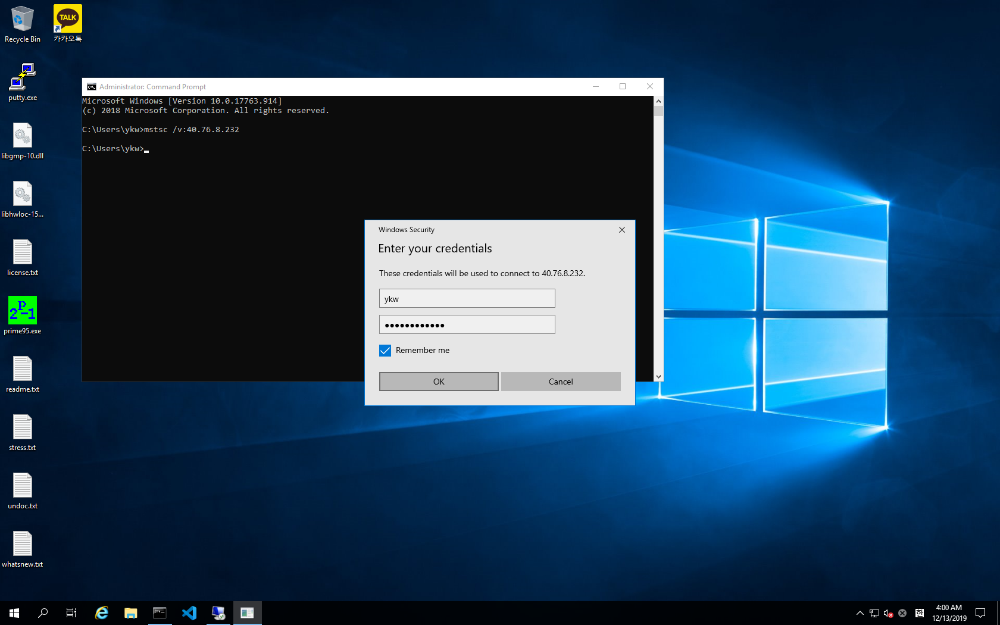 Recycle Bin
TALK
카카오톡
putty.exe
libgmp-10.dll
libhwloc-15...
license.txt
2^p-1
prime95.exe
readme.txt
stress.txt
undoc.txt
whatsnew.txt
Administrator: Command Prompt
Microsoft Windows [Version 10.0.17763.914]
(c) 2018 Microsoft Corporation. All rights reserved.
C:\Users\ykw>mstsc /v:40.76.8.232
C:\Users\ykw>
Windows Security
Enter your credentials
These credentials will be used to connect to 40.76.8.232.
ykw
●●●●●●●●●●●●
Remember me
OK
Cancel
4:00 AM
12/13/2019